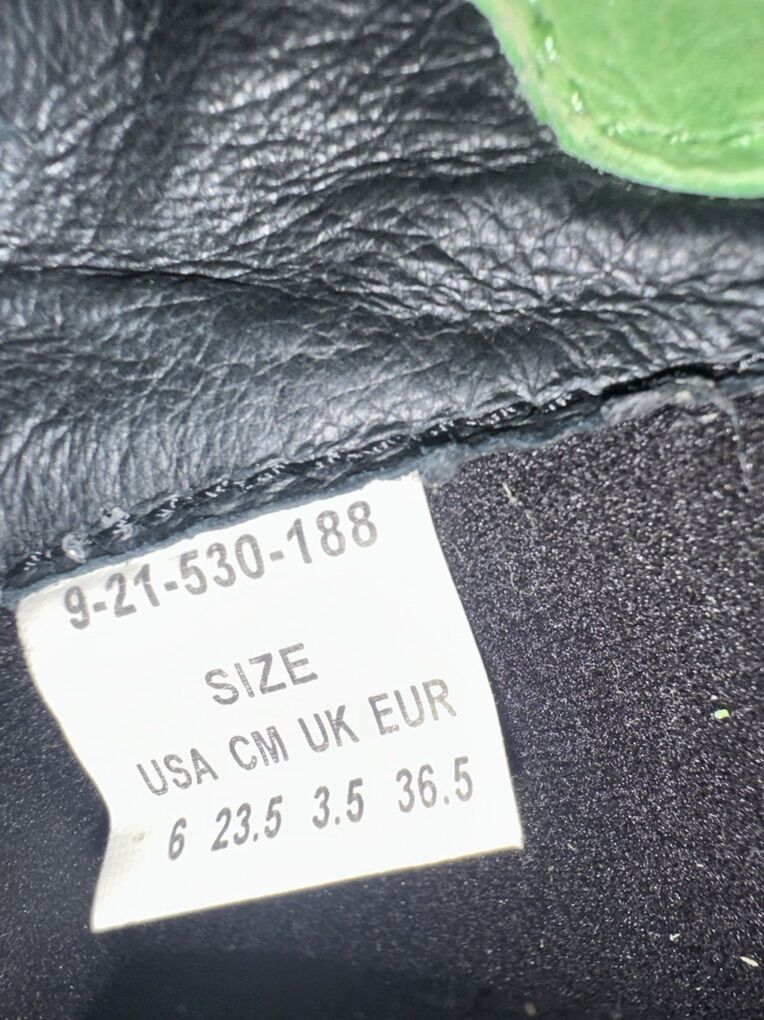 9-21-530-188
SIZE
USA CM UK EUR
6 23.5 3.5 36.5